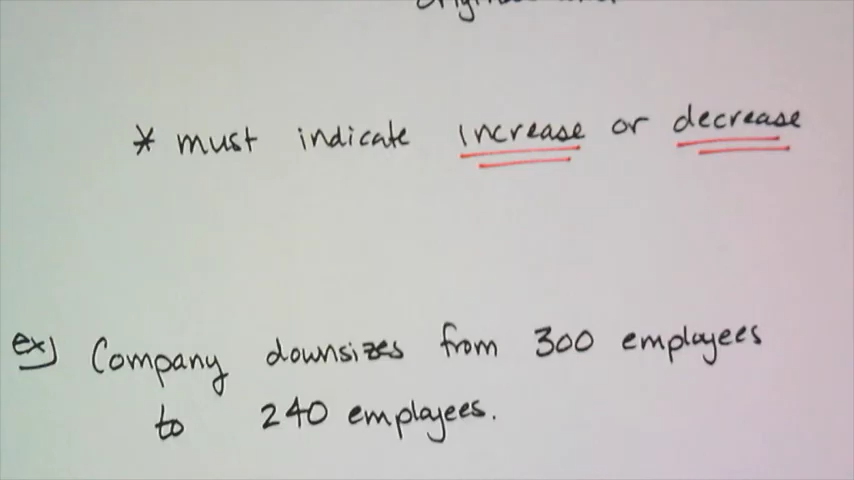 * must indicate increase or decrease
ex) Company downsizes from 300 employees
to 240 employees.